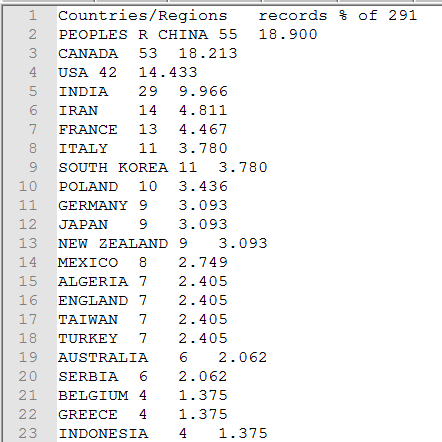 1 Countries/Regions records % of 291
2 PEOPLES R CHINA 55 18.900
3 CANADA 53 18.213
4 USA 42 14.433
5 INDIA 29 9.966
6 IRAN 14 4.811
7 FRANCE 13 4.467
8 ITALY 11 3.780
9 SOUTH KOREA 11 3.780
10 POLAND 10 3.436
11 GERMANY 9 3.093
12 JAPAN 9 3.093
13 NEW ZEALAND 9 3.093
14 MEXICO 8 2.749
15 ALGERIA 7 2.405
16 ENGLAND 7 2.405
17 TAIWAN 7 2.405
18 TURKEY 7 2.405
19 AUSTRALIA 6 2.062
20 SERBIA 6 2.062
21 BELGIUM 4 1.375
22 GREECE 4 1.375
23 INDONESIA 4 1.375